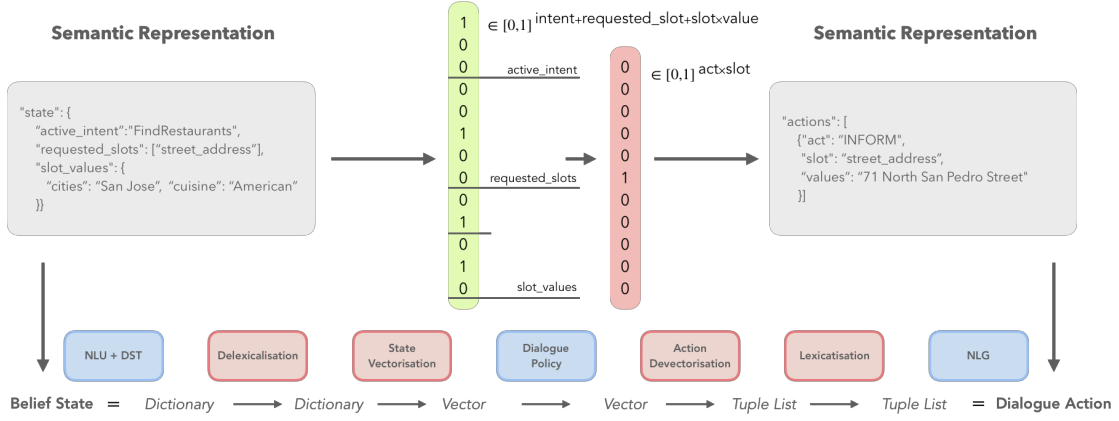 Semantic Representation
"state": {
“active_intent”:"FindRestaurants",
"requested_slots": [“street_address”],
"slot_values": {
“cities”: “San Jose”, “cuisine”: “American”
}}
1
0
0
0
0
1
0
0
0
1
0
1
0
∈ [0,1] intent+requested_slot+slot×value
active_intent
requested_slots
slot_values
0
0
0
0
0
1
0
0
0
0
0
∈ [0,1] act×slot
Semantic Representation
"actions": [
{"act": “INFORM”,
"slot": “street_address”,
"values": “71 North San Pedro Street"
}]
NLU + DST
Delexicalisation
State
Vectorisation
Dialogue
Policy
Action
Devectorisation
Lexicatisation
NLG
Belief State = Dictionary Dictionary Vector Vector Tuple List Tuple List = Dialogue Action